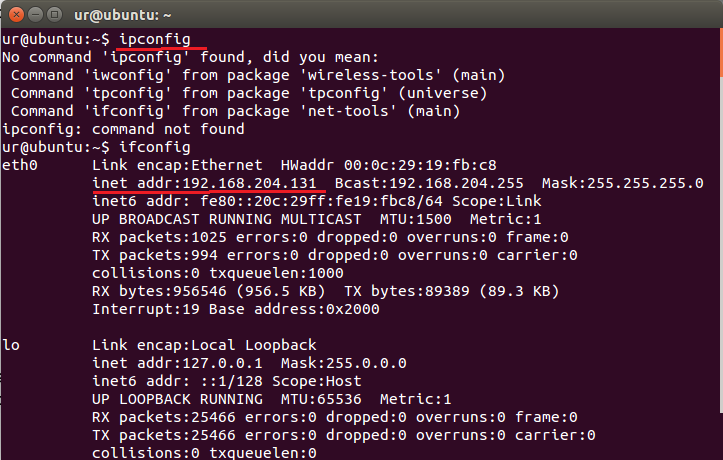 ur@ubuntu: ~
ur@ubuntu:~$ ipconfig
No command 'ipconfig' found, did you mean:
 Command 'iwconfig' from package 'wireless-tools' (main)
 Command 'tpconfig' from package 'tpconfig' (universe)
 Command 'ifconfig' from package 'net-tools' (main)
ipconfig: command not found
ur@ubuntu:~$ ifconfig
eth0      Link encap:Ethernet  HWaddr 00:0c:29:19:fb:c8
          inet addr:192.168.204.131  Bcast:192.168.204.255  Mask:255.255.255.0
          inet6 addr: fe80::20c:29ff:fe19:fbc8/64 Scope:Link
          UP BROADCAST RUNNING MULTICAST  MTU:1500  Metric:1
          RX packets:1025 errors:0 dropped:0 overruns:0 frame:0
          TX packets:994 errors:0 dropped:0 overruns:0 carrier:0
          collisions:0 txqueuelen:1000
          RX bytes:956546 (956.5 KB)  TX bytes:89389 (89.3 KB)
          Interrupt:19 Base address:0x2000

lo        Link encap:Local Loopback
          inet addr:127.0.0.1  Mask:255.0.0.0
          inet6 addr: ::1/128 Scope:Host
          UP LOOPBACK RUNNING  MTU:65536  Metric:1
          RX packets:25466 errors:0 dropped:0 overruns:0 frame:0
          TX packets:25466 errors:0 dropped:0 overruns:0 carrier:0
          collisions:0 txqueuelen:0